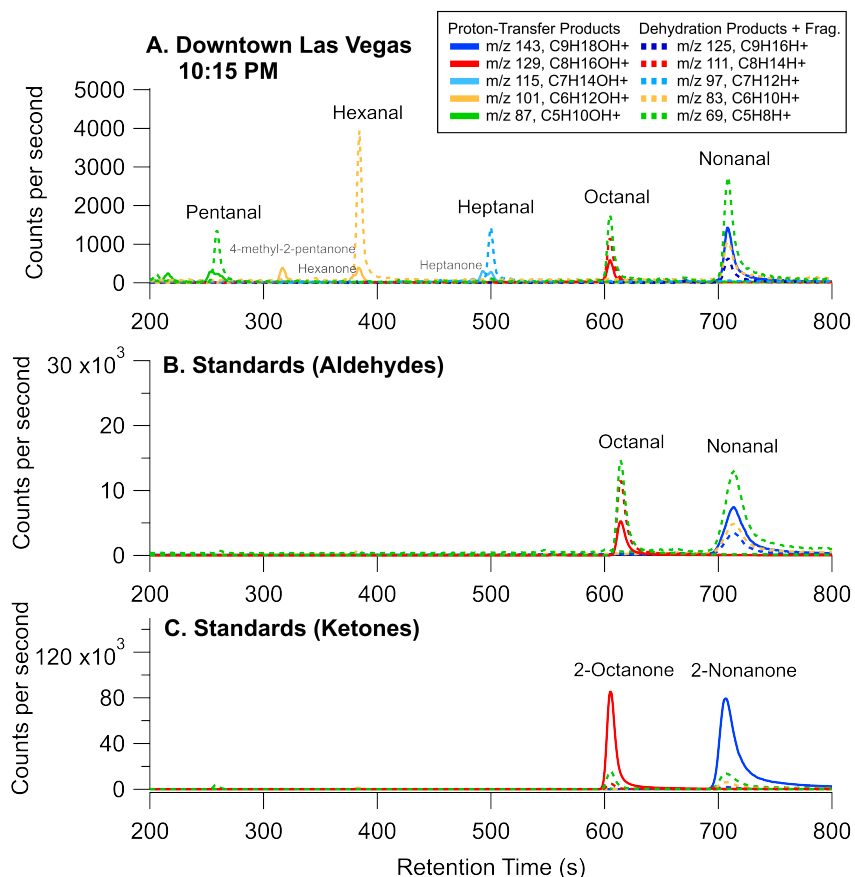 Proton-Transfer Products Dehydration Products + Frag.
m/z 143, C9H18OH+ m/z 125, C9H16H+
m/z 129, C8H16OH+ m/z 111, C8H14H+
m/z 115, C7H14OH+ m/z 97, C7H12H+
m/z 101, C6H12OH+ m/z 83, C6H10H+
m/z 87, C5H10OH+ m/z 69, C5H8H+
A. Downtown Las Vegas
10:15 PM
Counts per second
5000
4000
3000
2000
1000
0
Hexanal
Nonanal
Pentanal
Heptanal
Octanal
4-methyl-2-pentanone
Hexanone
Heptanone
200 300 400 500 600 700 800
B. Standards (Aldehydes)
Counts per second
30 x10³
20
10
0
Octanal
Nonanal
200 300 400 500 600 700 800
C. Standards (Ketones)
Counts per second
120 x10³
80
40
0
2-Octanone
2-Nonanone
200 300 400 500 600 700 800
Retention Time (s)